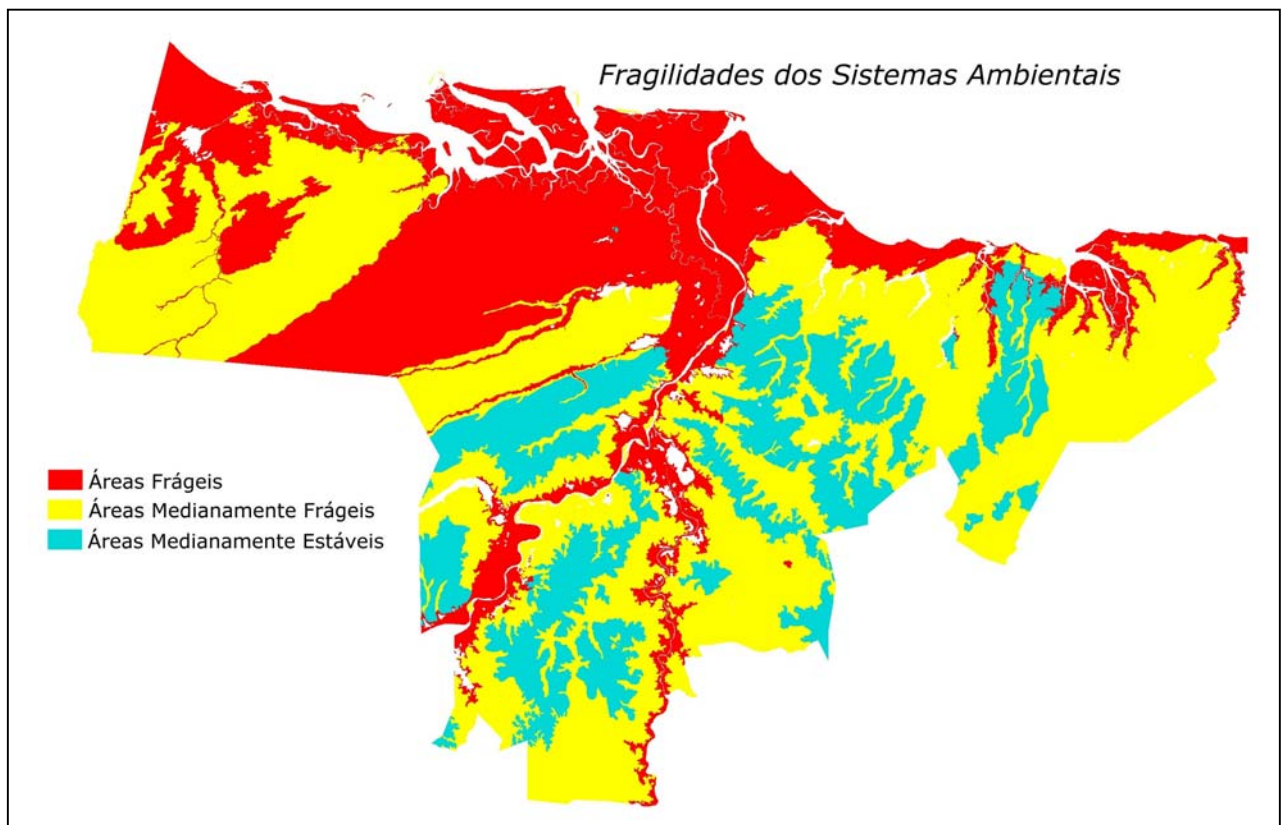 Fragilidades dos Sistemas Ambientais
Áreas Frágeis
Áreas Medianamente Frágeis
Áreas Medianamente Estáveis